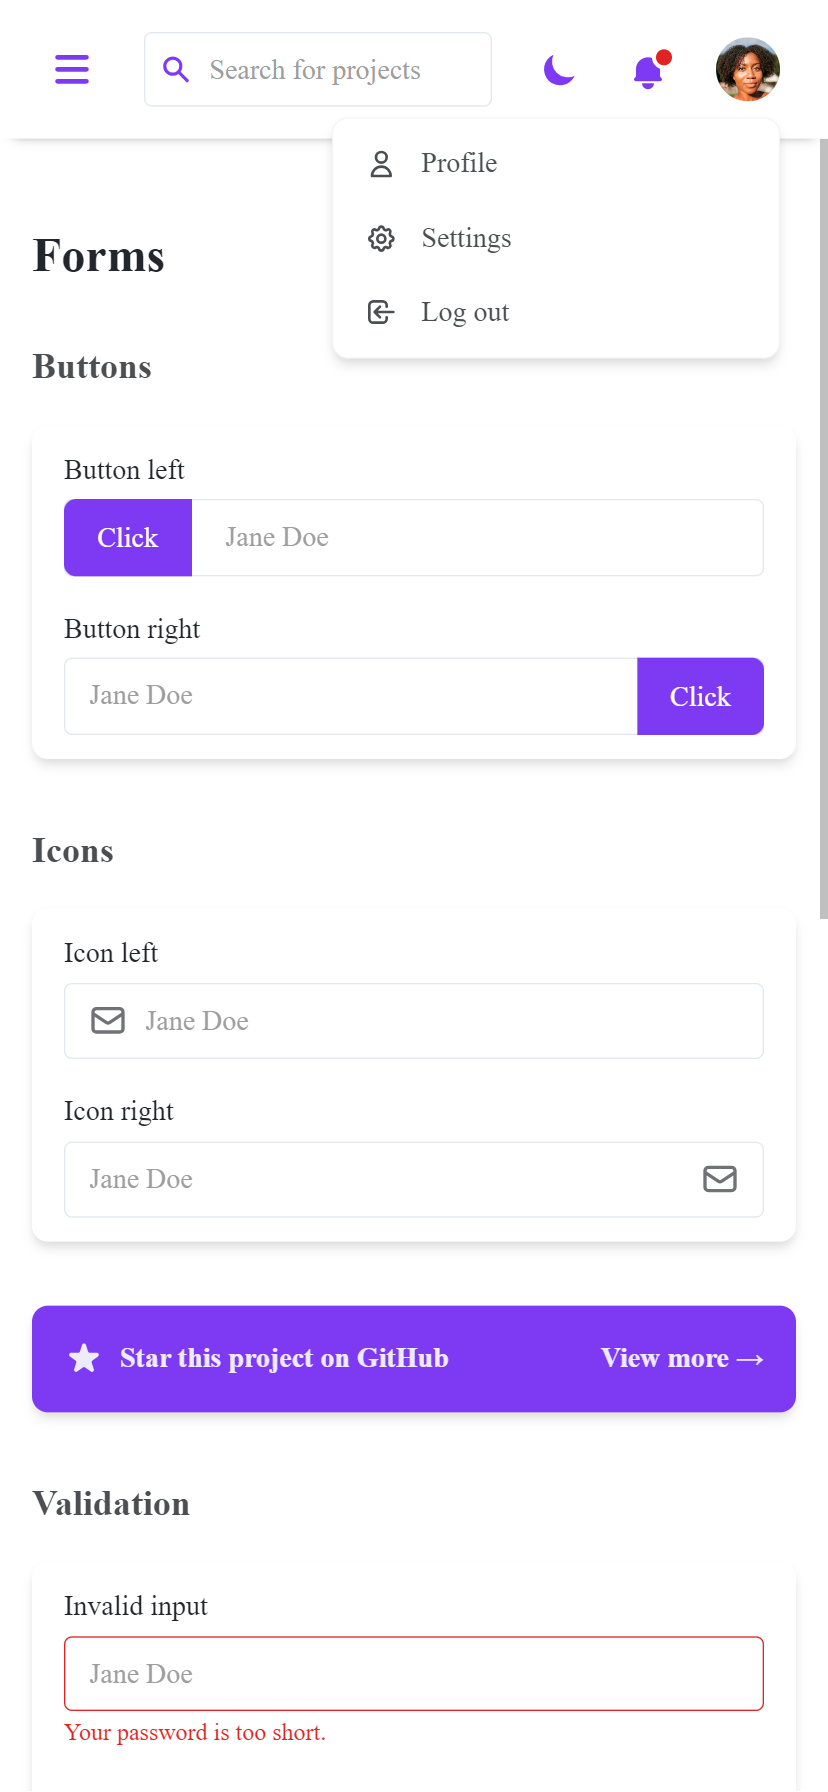 Search for projects
Profile
Settings
Log out
Forms
Buttons
Button left
Click
Jane Doe
Button right
Jane Doe
Click
Icons
Icon left
Jane Doe
Icon right
Jane Doe
Star this project on GitHub
View more →
Validation
Invalid input
Jane Doe
Your password is too short.